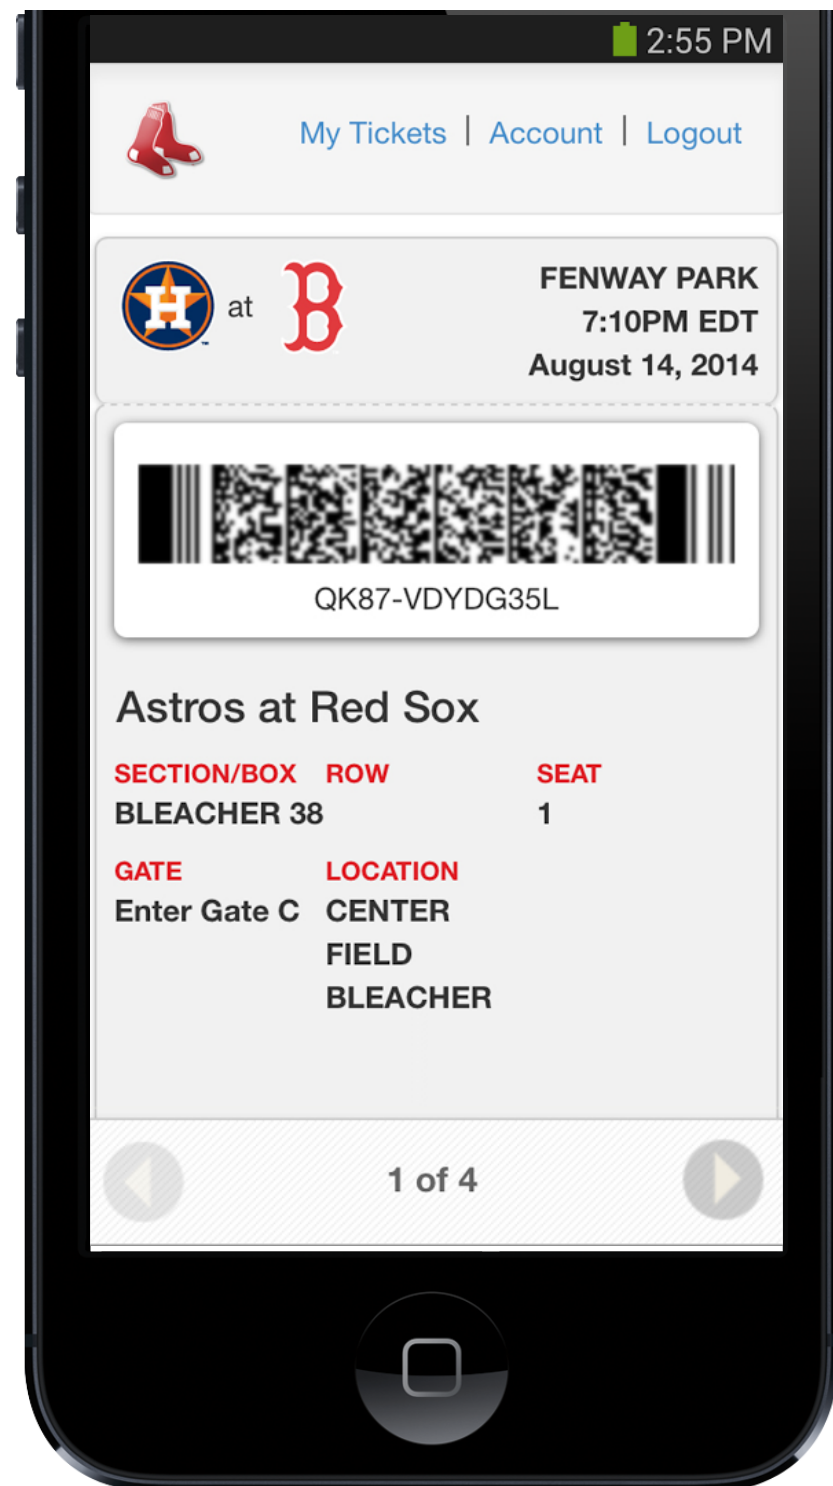 2:55 PM
My Tickets | Account | Logout
H at B
FENWAY PARK
7:10PM EDT
August 14, 2014
QK87-VDYDG35L
Astros at Red Sox
SECTION/BOX ROW SEAT
BLEACHER 38 1
GATE LOCATION
Enter Gate C CENTER
FIELD
BLEACHER
1 of 4